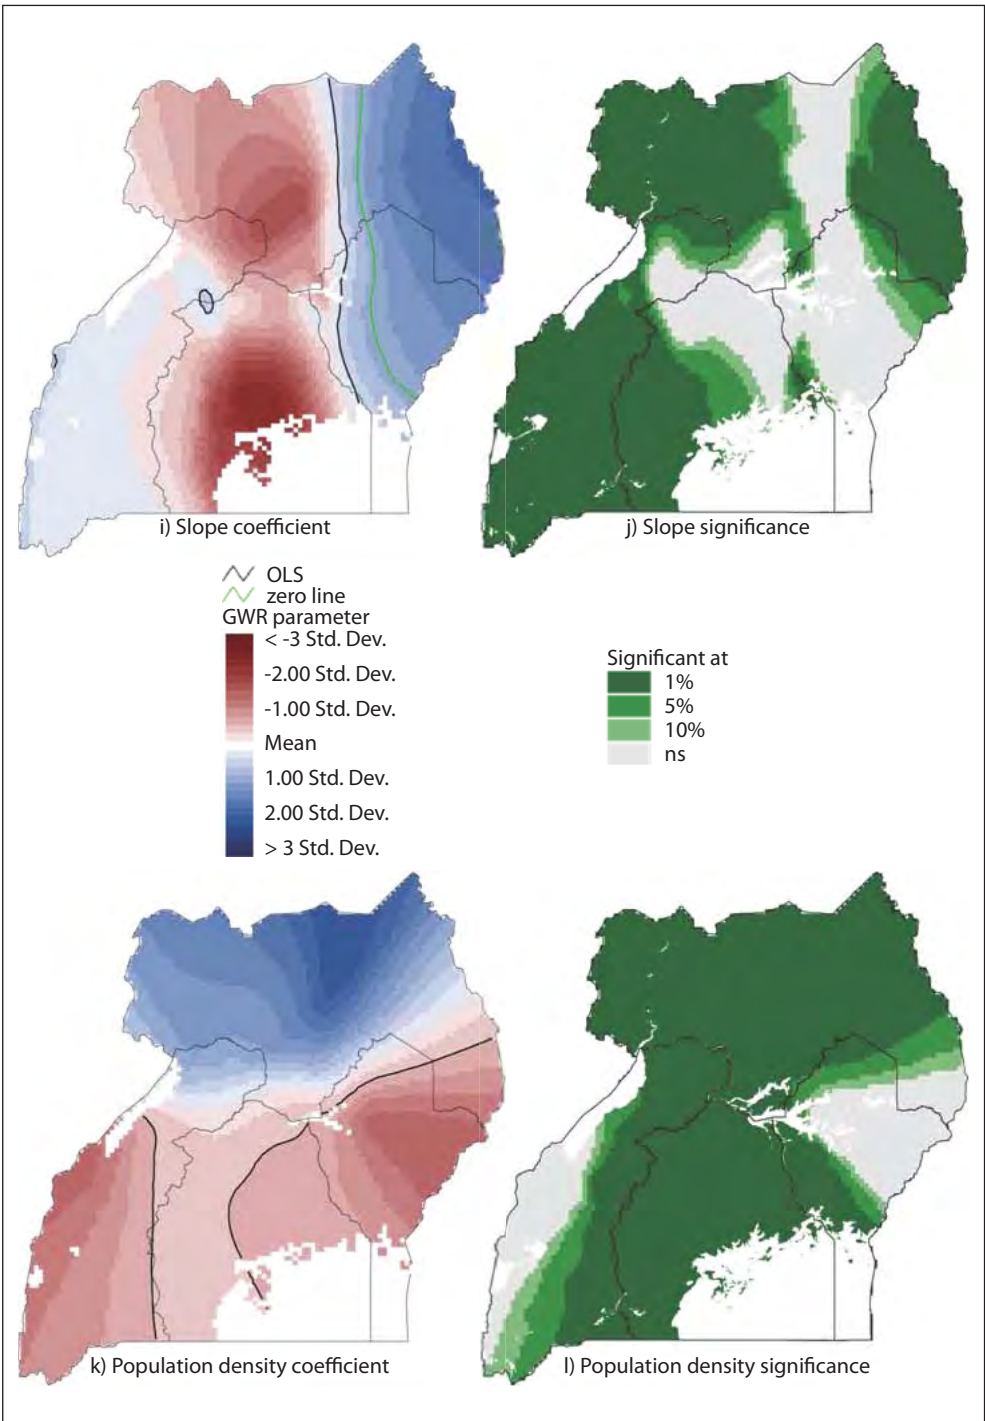 i) Slope coefficient
j) Slope significance
OLS
zero line
GWR parameter
< -3 Std. Dev.
-2.00 Std. Dev.
-1.00 Std. Dev.
Mean
1.00 Std. Dev.
2.00 Std. Dev.
> 3 Std. Dev.
Significant at
1%
5%
10%
ns
k) Population density coefficient
l) Population density significance